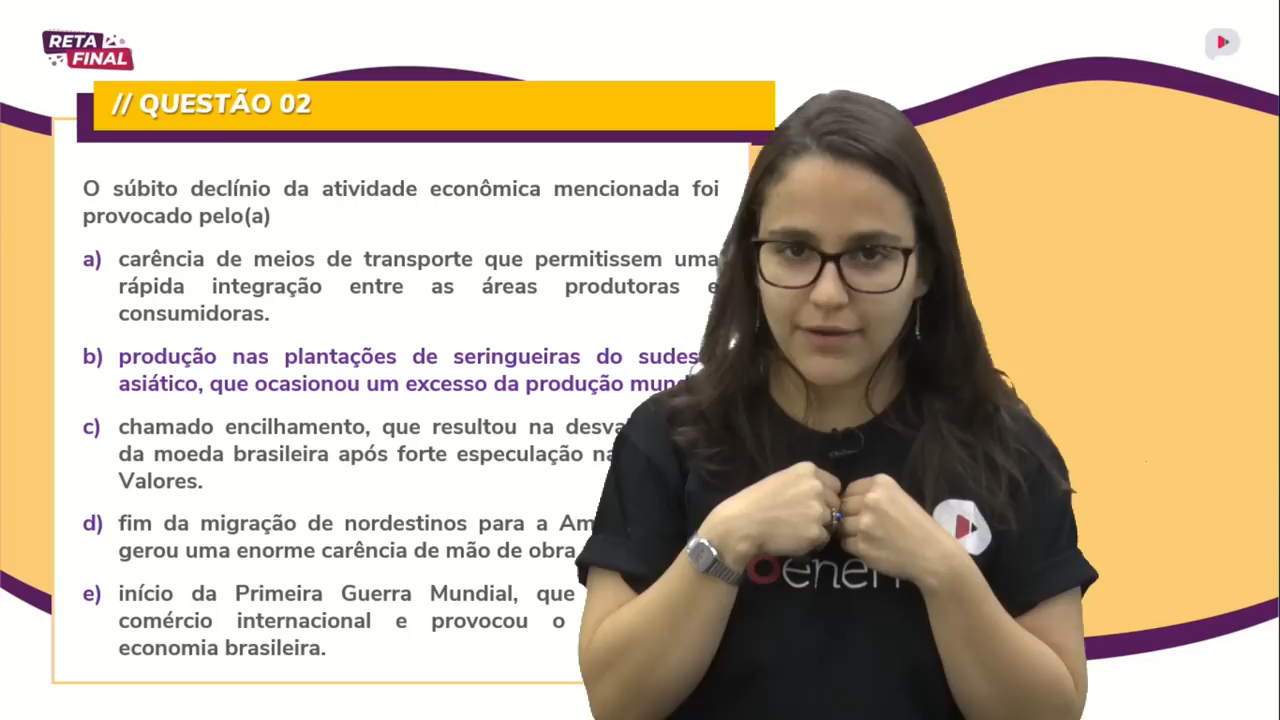 RETA
FINAL
// QUESTÃO 02
O súbito declínio da atividade econômica mencionada foi
provocado pelo(a)
a) carência de meios de transporte que permitissem uma
rápida integração entre as áreas produtoras e
consumidoras.
b) produção nas plantações de seringueiras do
asiático, que ocasionou um excesso da produção
c) chamado encilhamento, que resultou na
da moeda brasileira após forte especulação
Valores.
d) fim da migração de nordestinos para a
gerou uma enorme carência de mão de obra
e) início da Primeira Guerra Mundial, que
comércio internacional e provocou o
economia brasileira.
enem